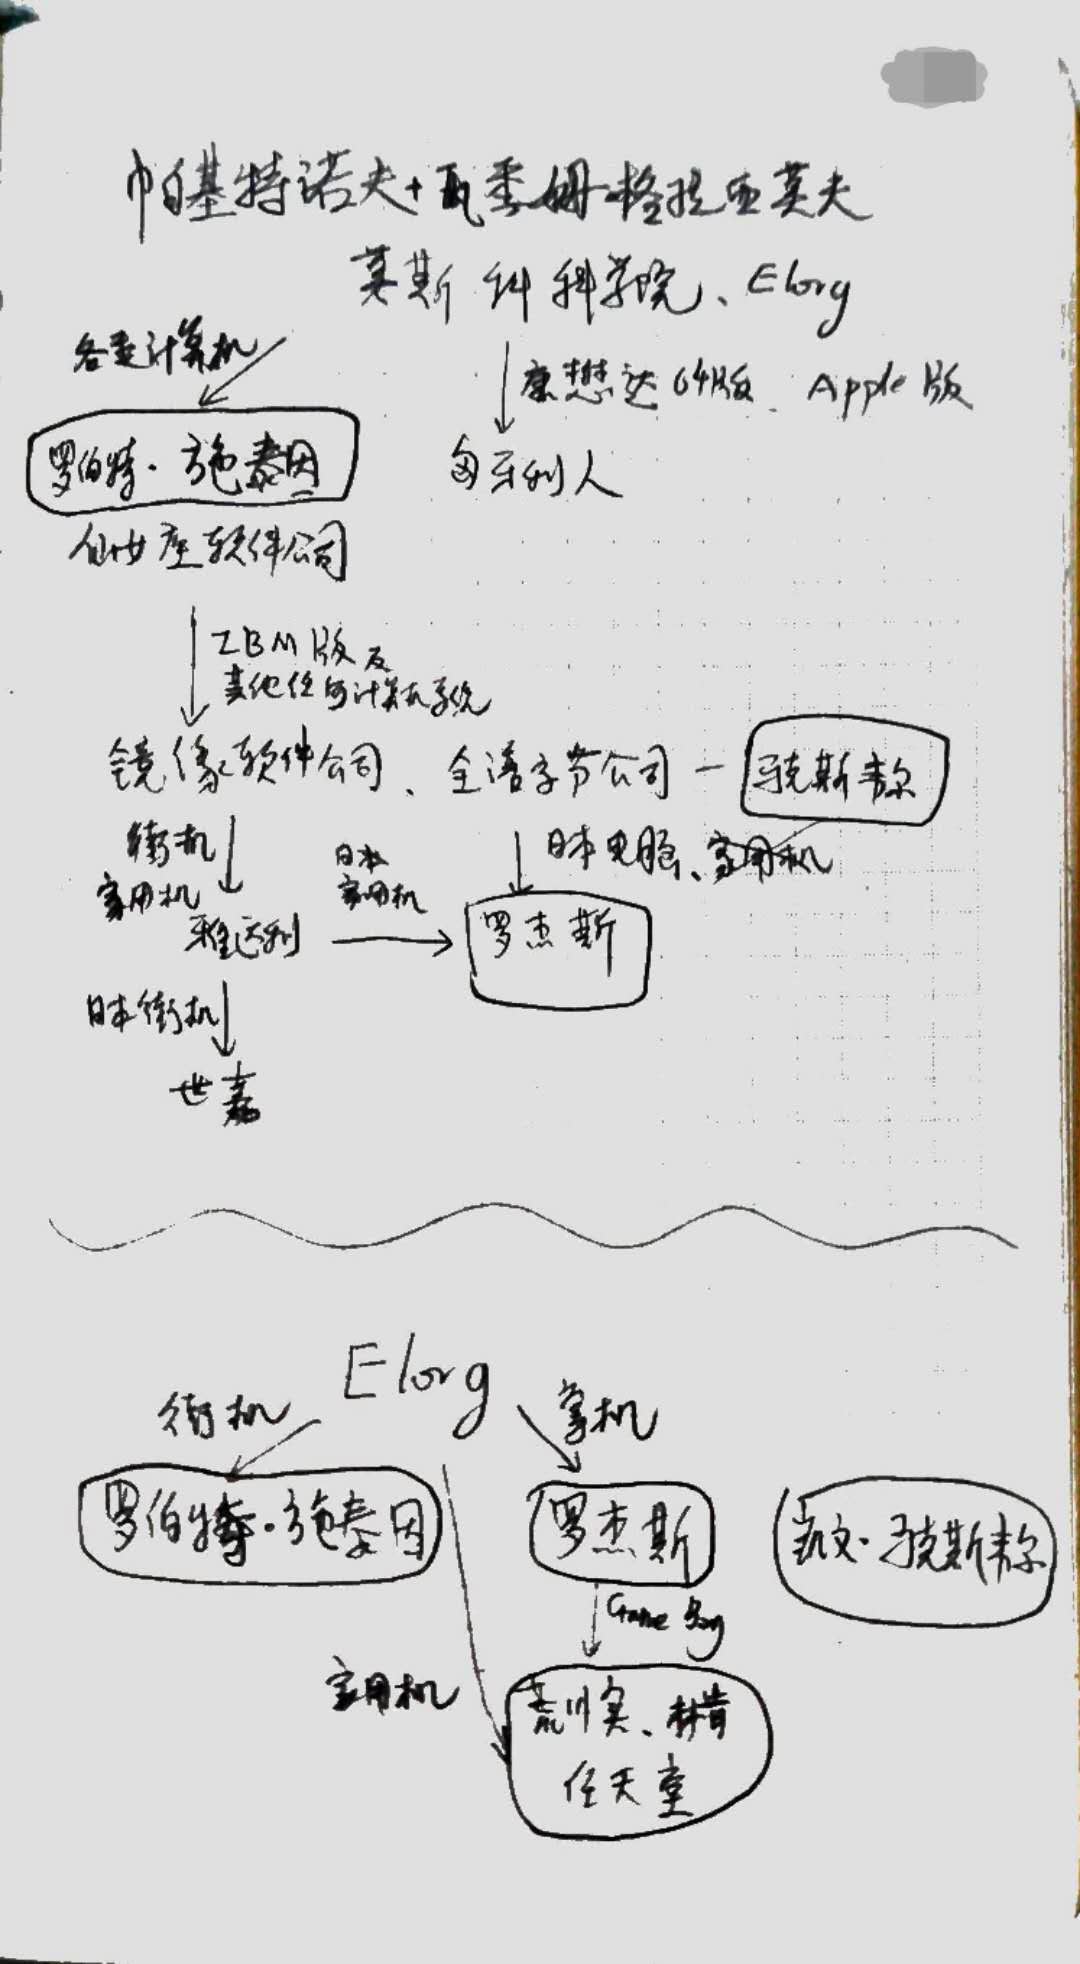 帕基特诺夫+瓦季姆·格拉西莫夫
莫斯科科学院、Elorg
各类计算机
康懋达64版、Apple版
罗伯特·施泰因
匈牙利人
仙女座软件公司
IBM版及
其他任何计算机系统
镜像软件公司、全谱字节公司一马克斯韦尔
街机
家用机
日本
家用机
日本电脑、家用机
雅达利
罗杰斯
日本街机
世嘉
Elorg
街机
掌机
罗伯特·施泰因
罗杰斯
凯文·马克斯韦尔
Game Boy
家用机
荒川实、林肯
任天堂